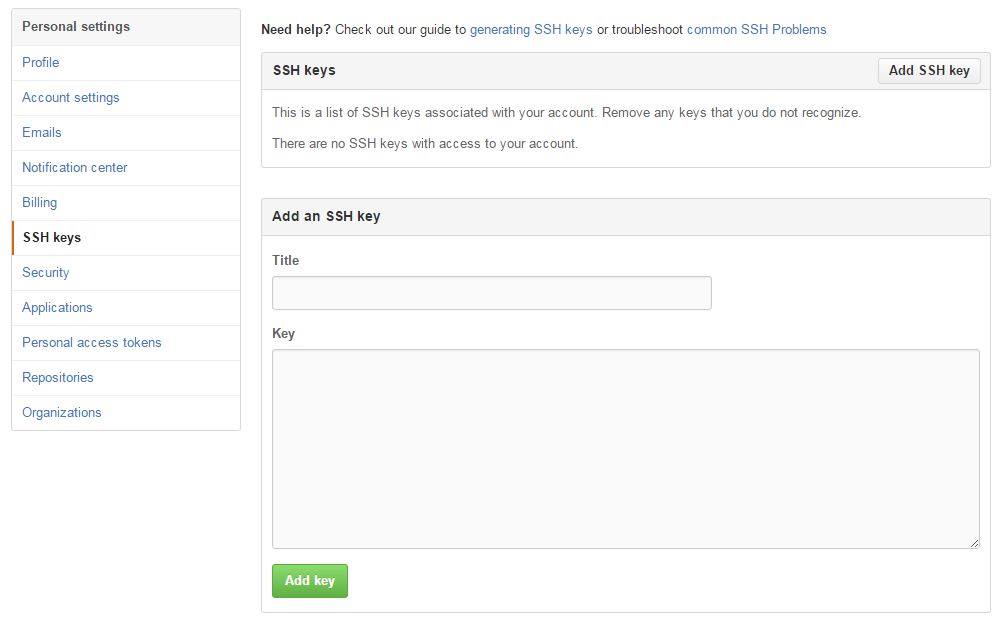 Personal settings
Profile
Account settings
Emails
Notification center
Billing
SSH keys
Security
Applications
Personal access tokens
Repositories
Organizations
Need help? Check out our guide to generating SSH keys or troubleshoot common SSH Problems
SSH keys
Add SSH key
This is a list of SSH keys associated with your account. Remove any keys that you do not recognize.
There are no SSH keys with access to your account.
Add an SSH key
Title
Key
Add key